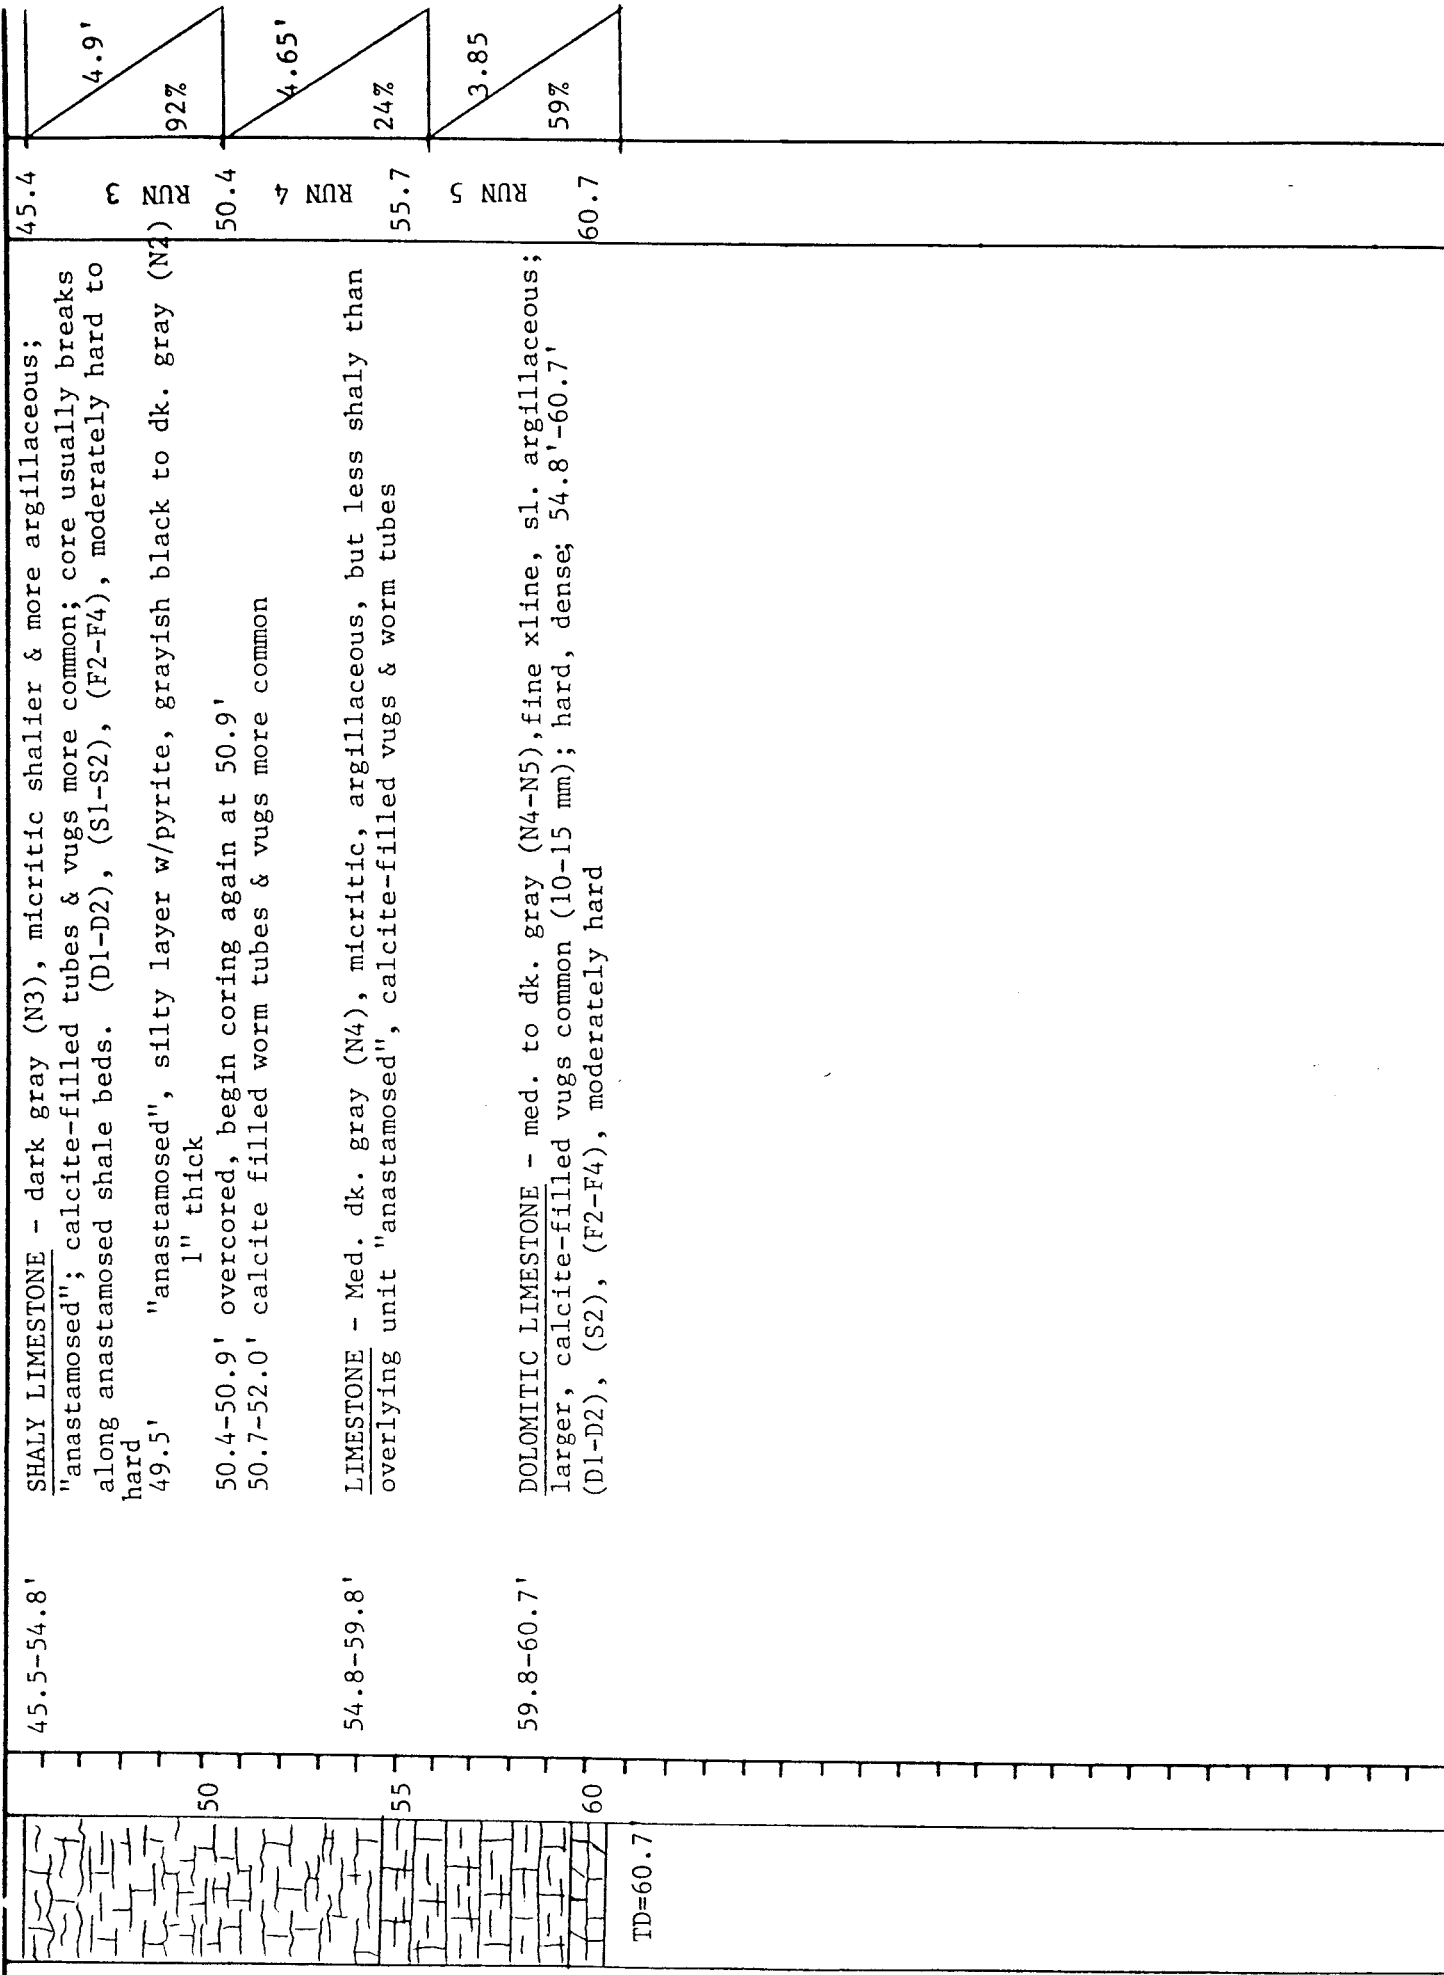 45.5-54.8'
SHALY LIMESTONE - dark gray (N3), micritic shalier & more argillaceous;
"anastamosed"; calcite-filled tubes & vugs more common; core usually breaks
along anastamosed shale beds. (D1-D2), (S1-S2), (F2-F4), moderately hard to
hard
49.5' "anastamosed", silty layer w/pyrite, grayish black to dk. gray (N2)
1" thick
50.4-50.9' overcored, begin coring again at 50.9'
50.7-52.0' calcite filled worm tubes & vugs more common
54.8-59.8'
LIMESTONE - Med. dk. gray (N4), micritic, argillaceous, but less shaly than
overlying unit "anastamosed", calcite-filled vugs & worm tubes
59.8-60.7'
DOLOMITIC LIMESTONE - med. to dk. gray (N4-N5),fine xline, sl. argillaceous;
larger, calcite-filled vugs common (10-15 mm); hard, dense; 54.8'-60.7'
(D1-D2), (S2), (F2-F4), moderately hard
50
55
60
TD=60.7
45.4
RUN 3
50.4
RUN 4
55.7
RUN 5
60.7
4.9'
92%
4.65'
24%
3.85
59%